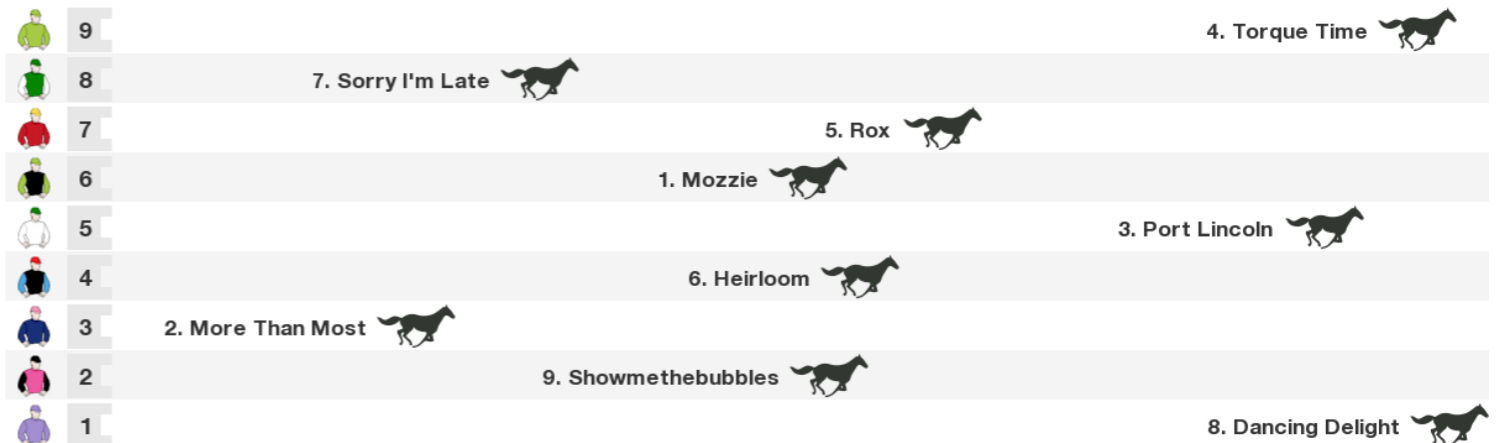 9 4. Torque Time
8 7. Sorry I'm Late
7 5. Rox
6 1. Mozzie
5 3. Port Lincoln
4 6. Heirloom
3 2. More Than Most
2 9. Showmethebubbles
1 8. Dancing Delight